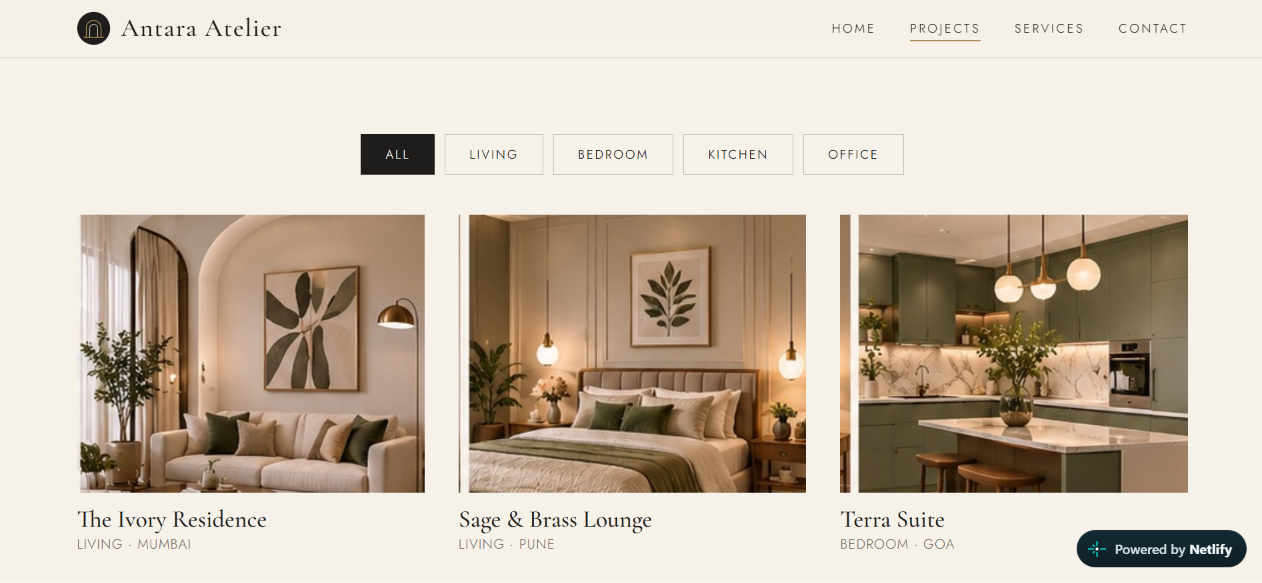 Antara Atelier
HOME PROJECTS SERVICES CONTACT
ALL LIVING BEDROOM KITCHEN OFFICE
The Ivory Residence
LIVING · MUMBAI
Sage & Brass Lounge
LIVING · PUNE
Terra Suite
BEDROOM · GOA
Powered by Netlify